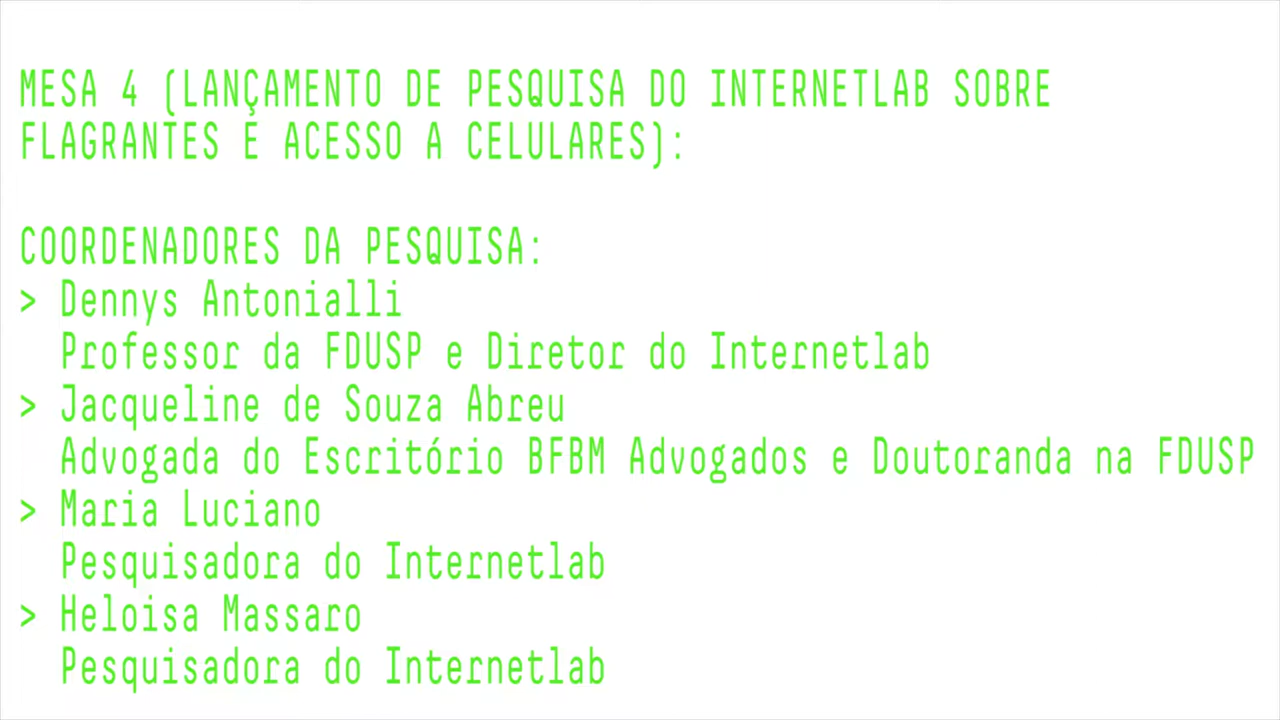 MESA 4 (LANÇAMENTO DE PESQUISA DO INTERNETLAB SOBRE
FLAGRANTES E ACESSO A CELULARES):
COORDENADORES DA PESQUISA:
> Dennys Antonialli
Professor da FDUSP e Diretor do Internetlab
> Jacqueline de Souza Abreu
Advogada do Escritório BFBM Advogados e Doutoranda na FDUSP
> Maria Luciano
Pesquisadora do Internetlab
> Heloisa Massaro
Pesquisadora do Internetlab